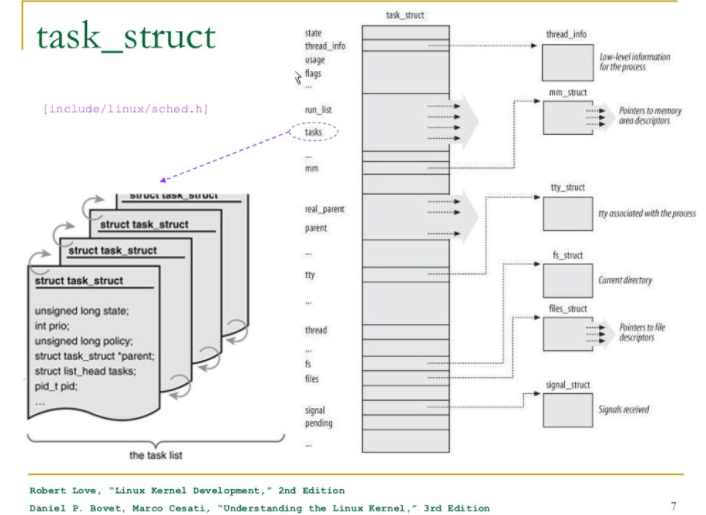 task_struct
[include/linux/sched.h]
struct task_struct
struct task_struct
struct task_struct
struct task_struct
unsigned long state;
int prio;
unsigned long policy;
struct task_struct *parent;
struct list_head tasks;
pid_t pid;
...
the task list
task_struct
state
thread_info
usage
flags
...
run_list
tasks
...
mm
real_parent
parent
...
tty
...
thread
...
fs
files
signal
pending
...
thread_info
Low-level information
for the process
mm_struct
Pointers to memory
area descriptors
tty_struct
tty associated with the process
fs_struct
Current directory
files_struct
Pointers to file
descriptors
signal_struct
Signals received
Robert Love, “Linux Kernel Development,” 2nd Edition
Daniel P. Bovet, Marco Cesati, “Understanding the Linux Kernel,” 3rd Edition
7